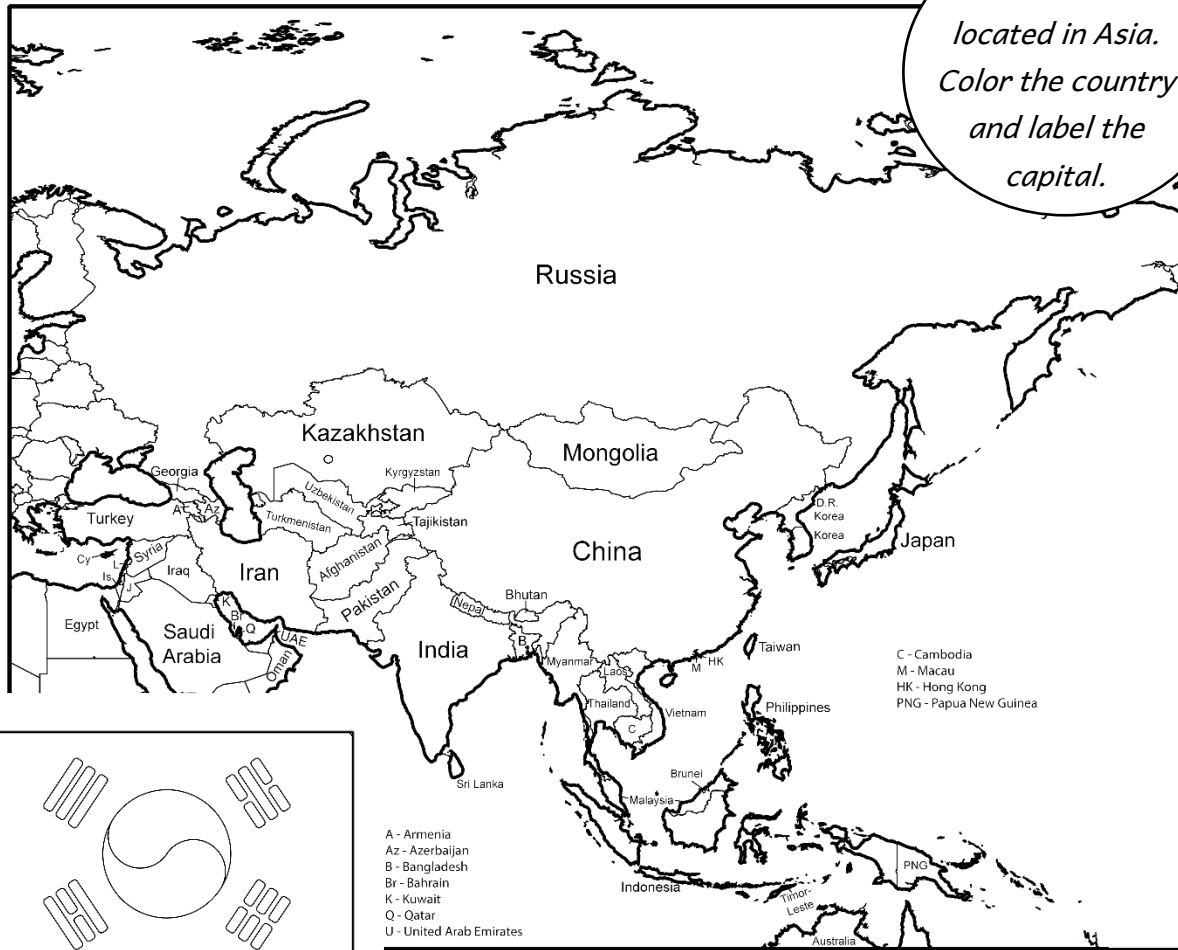 located in Asia.
Color the country
and label the
capital.
Russia
Kazakhstan
Mongolia
Georgia
Kyrgyzstan
Uzbekistan
A
Az
Turkey
Turkmenistan
Tajikistan
D.R.
Korea
Korea
Japan
China
Cy
L
Syria
Is
J
Iraq
Iran
Afghanistan
Pakistan
Nepal
Bhutan
Egypt
Saudi
Arabia
K
Br
Q
UAE
Oman
India
B
Myanmar
Laos
M
HK
Taiwan
Thailand
Vietnam
C
Philippines
Sri Lanka
Brunei
Malaysia
Indonesia
PNG
Timor-
Leste
Australia
C - Cambodia
M - Macau
HK - Hong Kong
PNG - Papua New Guinea
A - Armenia
Az - Azerbaijan
B - Bangladesh
Br - Bahrain
K - Kuwait
Q - Qatar
U - United Arab Emirates